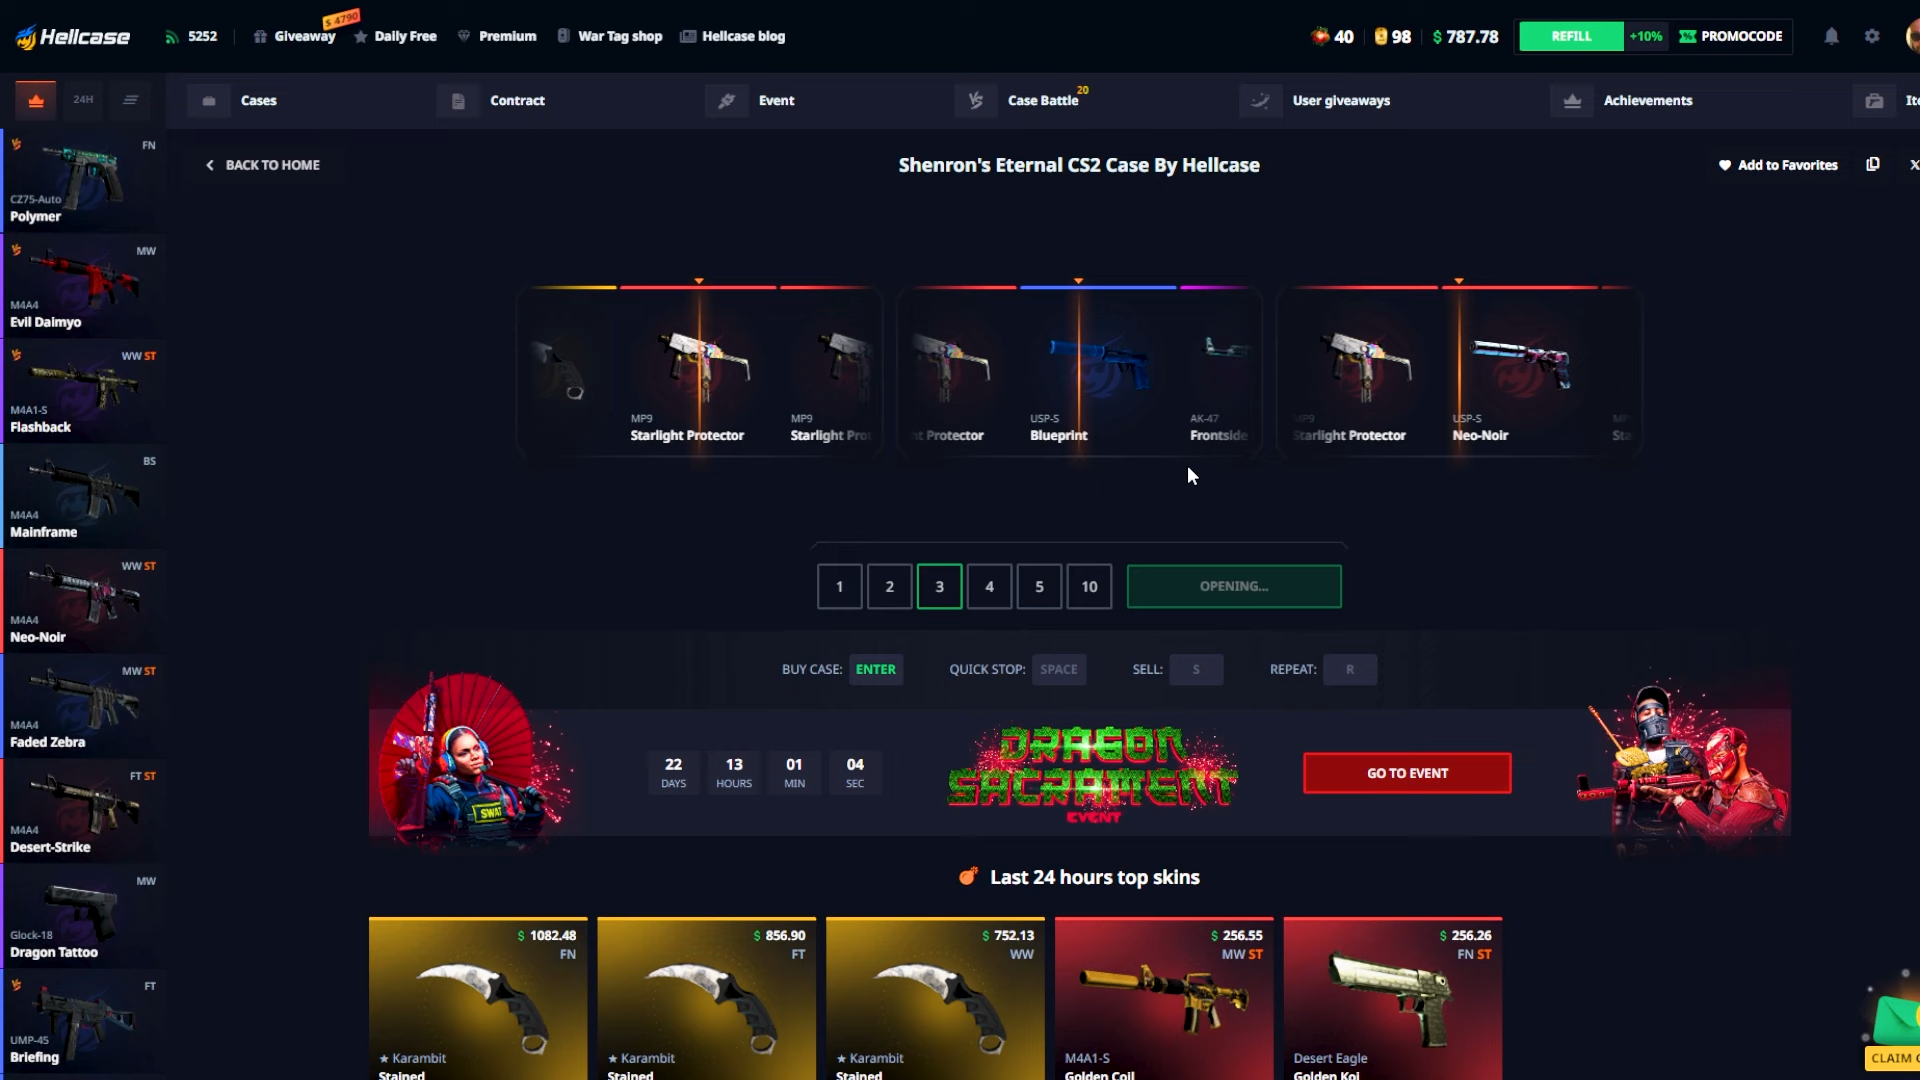 Hellcase
5252
Giveaway
$ 4790
Daily Free
Premium
War Tag shop
Hellcase blog
40
98
$ 787.78
REFILL
+10%
PROMOCODE
24H
Cases
Contract
Event
Case Battle
20
User giveaways
Achievements
BACK TO HOME
Shenron's Eternal CS2 Case By Hellcase
Add to Favorites
FN
CZ75-Auto
Polymer
MW
M4A4
Evil Daimyo
WW ST
M4A1-S
Flashback
BS
M4A4
Mainframe
WW ST
M4A4
Neo-Noir
MW ST
M4A4
Faded Zebra
FT ST
M4A4
Desert-Strike
MW
Glock-18
Dragon Tattoo
FT
UMP-45
Briefing
MP9
Starlight Protector
MP9
Starlight Prot
t Protector
USP-S
Blueprint
AK-47
Frontside
MP9
Starlight Protector
USP-S
Neo-Noir
1
2
3
4
5
10
OPENING...
BUY CASE:
ENTER
QUICK STOP:
SPACE
SELL:
S
REPEAT:
R
SWAT
22
DAYS
13
HOURS
01
MIN
04
SEC
DRAGON
SACRAMENT
EVENT
GO TO EVENT
Last 24 hours top skins
$ 1082.48
FN
★ Karambit
Stained
$ 856.90
FT
★ Karambit
Stained
$ 752.13
WW
★ Karambit
Stained
$ 256.55
MW ST
M4A1-S
Golden Coil
$ 256.26
FN ST
Desert Eagle
Golden Koi
CLAIM